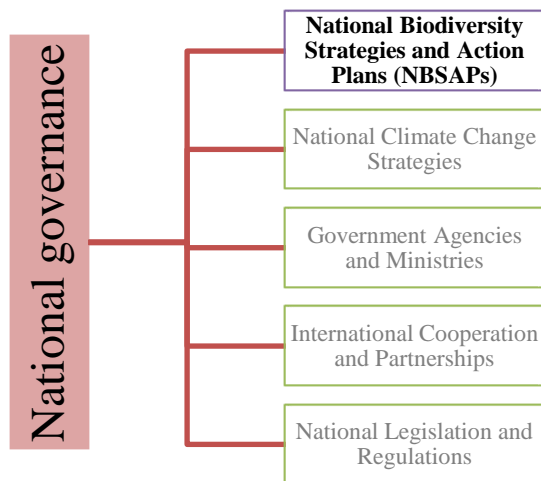 National governance
National Biodiversity
Strategies and Action
Plans (NBSAPs)
National Climate Change
Strategies
Government Agencies
and Ministries
International Cooperation
and Partnerships
National Legislation and
Regulations